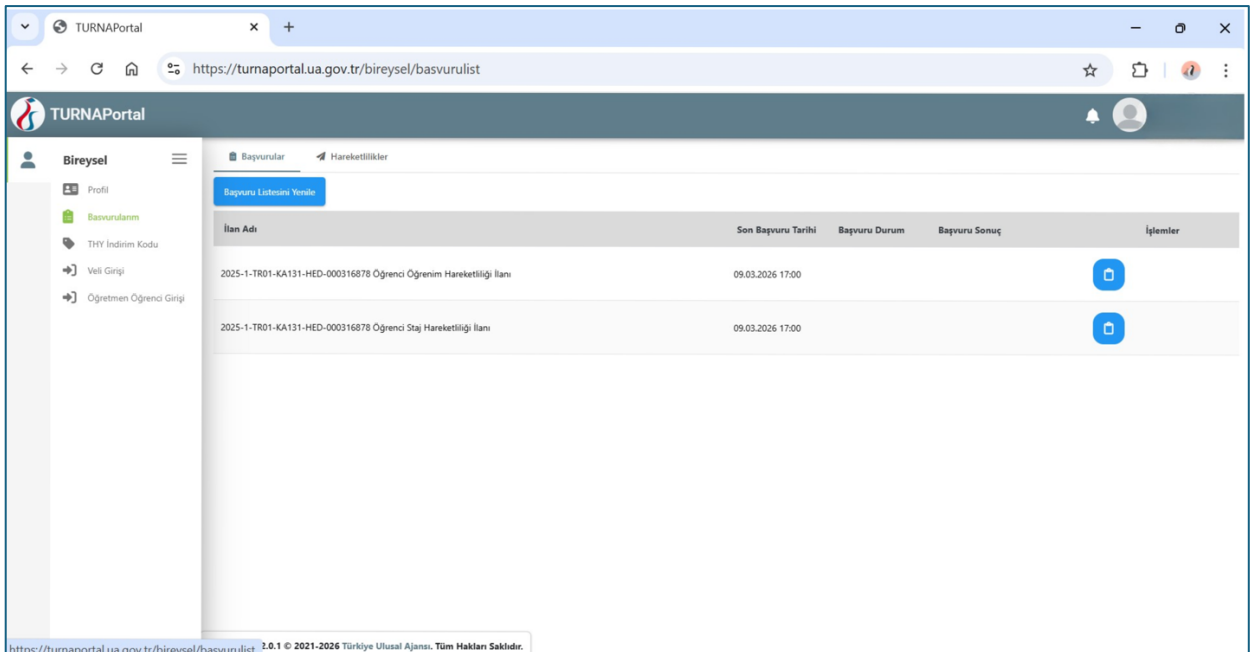 TURNAPortal
https://turnaportal.ua.gov.tr/bireysel/basvurulist
TURNAPortal
Bireysel
Profil
Basvurularım
THY İndirim Kodu
Veli Girişi
Öğretmen Öğrenci Girişi
Başvurular
Hareketlilikler
Başvuru Listesini Yenile
İlan Adı Son Başvuru Tarihi Başvuru Durum Başvuru Sonuç İşlemler
2025-1-TR01-KA131-HED-000316878 Öğrenci Öğrenim Hareketliliği İlanı 09.03.2026 17:00
2025-1-TR01-KA131-HED-000316878 Öğrenci Staj Hareketliliği İlanı 09.03.2026 17:00
2.0.1 © 2021-2026 Türkiye Ulusal Ajansı. Tüm Hakları Saklıdır.
https://turnaportal.ua.gov.tr/bireysel/basvurulist